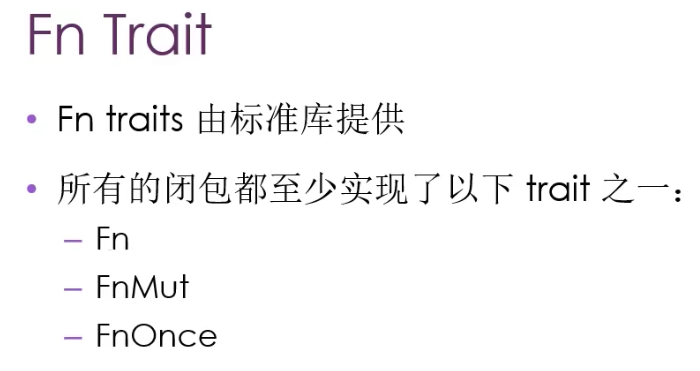 Fn Trait
• Fn traits 由标准库提供
• 所有的闭包都至少实现了以下 trait 之一：
– Fn
– FnMut
– FnOnce